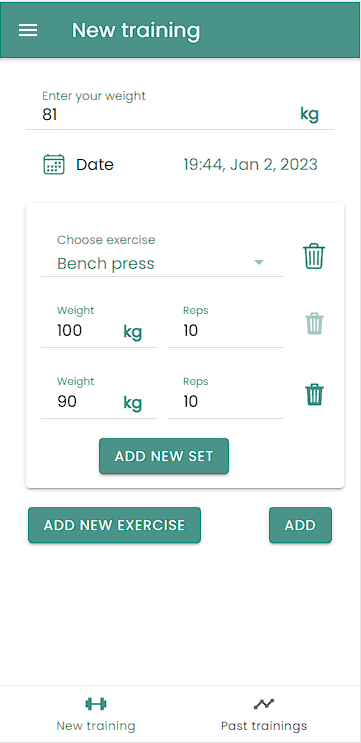 New training
Enter your weight
81 kg
Date 19:44, Jan 2, 2023
Choose exercise
Bench press
Weight Reps
100 kg 10
Weight Reps
90 kg 10
ADD NEW SET
ADD NEW EXERCISE ADD
New training Past trainings